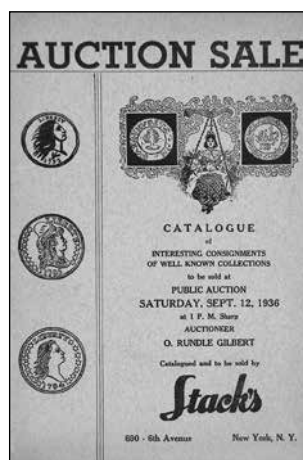 AUCTION SALE
CATALOGUE
of
INTERESTING CONSIGNMENTS
OF WELL KNOWN COLLECTIONS
to be sold at
PUBLIC AUCTION
SATURDAY, SEPT. 12, 1936
at 1 P. M. Sharp
AUCTIONEER
O. RUNDLE GILBERT
Catalogued and to be sold by
Stack's
690 - 6th Avenue New York, N. Y.
LIBERTY
1794